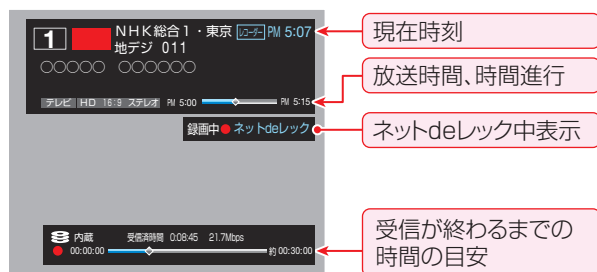 1 NHK総合1・東京 レコーダー PM 5:07
地デジ 011
○○○○○ ○○○○○○
テレビ HD 16:9 ステレオ PM 5:00 PM 5:15
録画中 ネットdeレック
内蔵 受信済時間 0:08:45 21.7Mbps
00:00:00 約00:30:00
現在時刻
放送時間、時間進行
ネットdeレック中表示
受信が終わるまでの
時間の目安